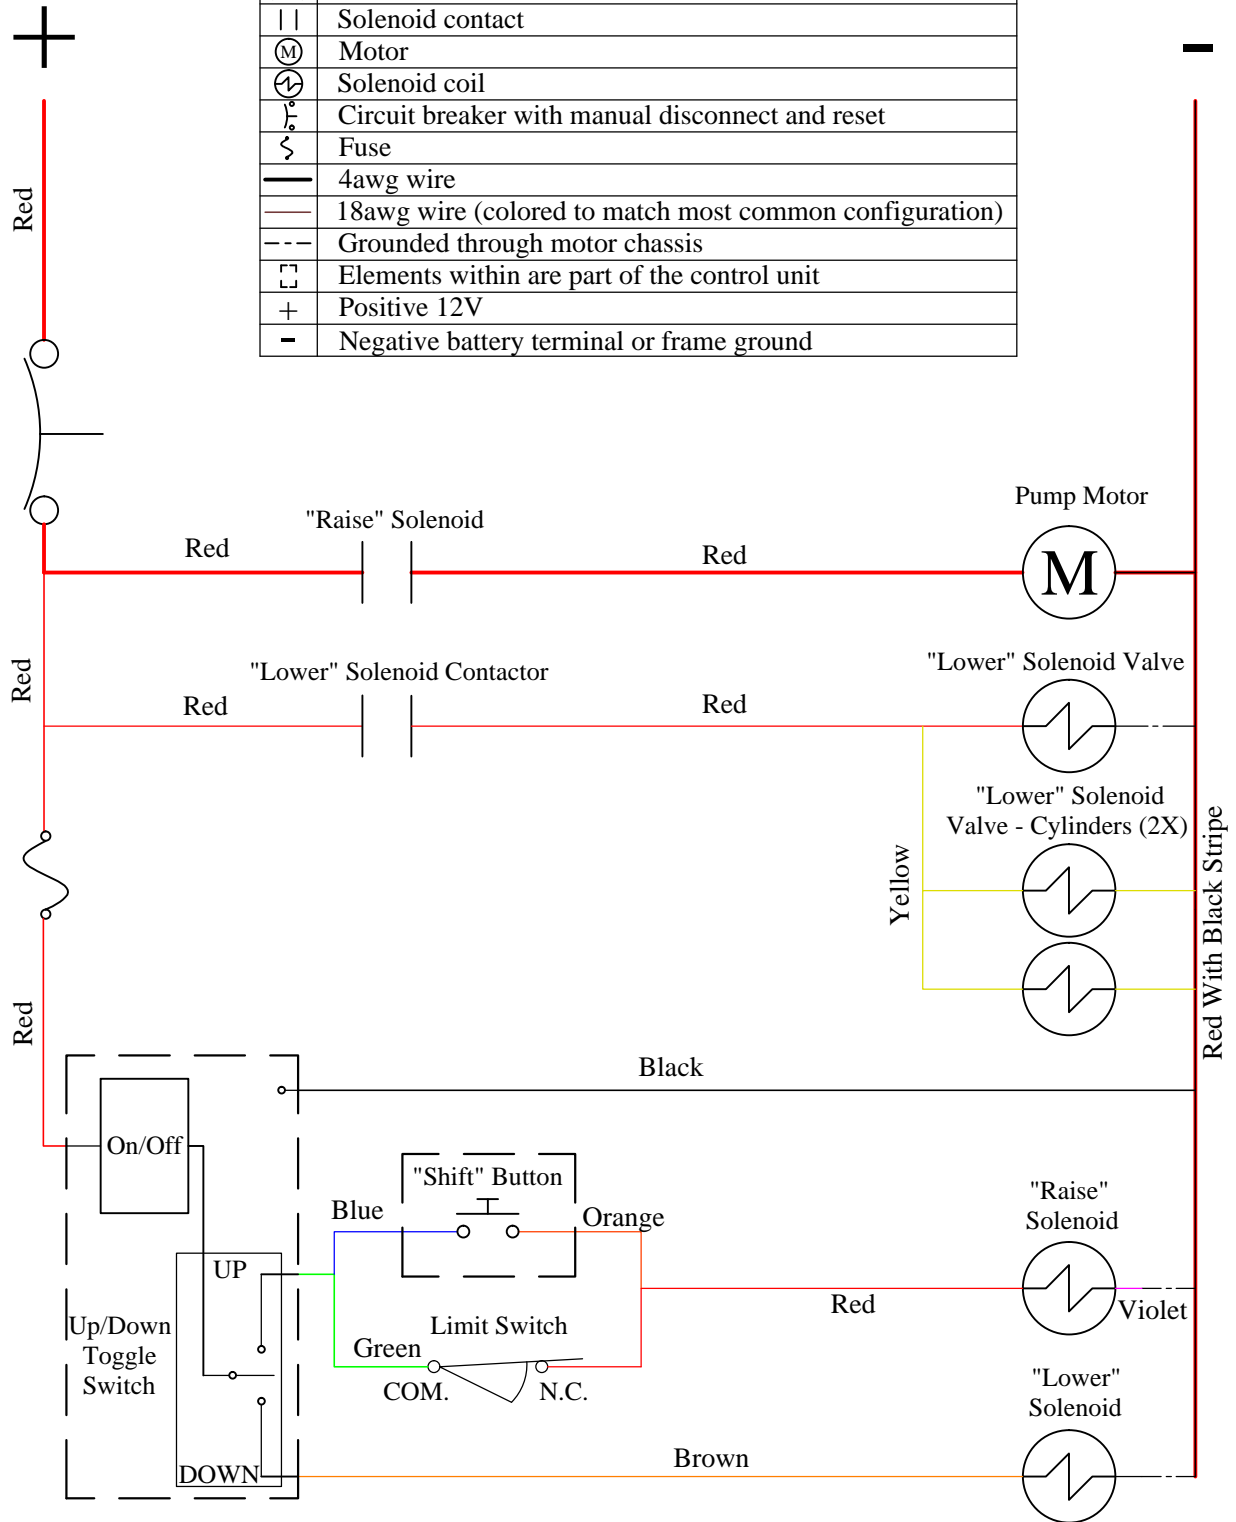 +
-
| | Solenoid contact
M Motor
Solenoid coil
Circuit breaker with manual disconnect and reset
Fuse
4awg wire
18awg wire (colored to match most common configuration)
Grounded through motor chassis
Elements within are part of the control unit
+ Positive 12V
- Negative battery terminal or frame ground
Red
Pump Motor
"Raise" Solenoid
Red
Red
M
Red
"Lower" Solenoid Contactor
"Lower" Solenoid Valve
Red
Red
"Lower" Solenoid
Valve - Cylinders (2X)
Yellow
Red With Black Stripe
Red
Black
On/Off
"Shift" Button
Blue
Orange
"Raise"
Solenoid
UP
Red
Violet
Up/Down
Toggle
Switch
Limit Switch
Green
COM.
N.C.
"Lower"
Solenoid
DOWN
Brown